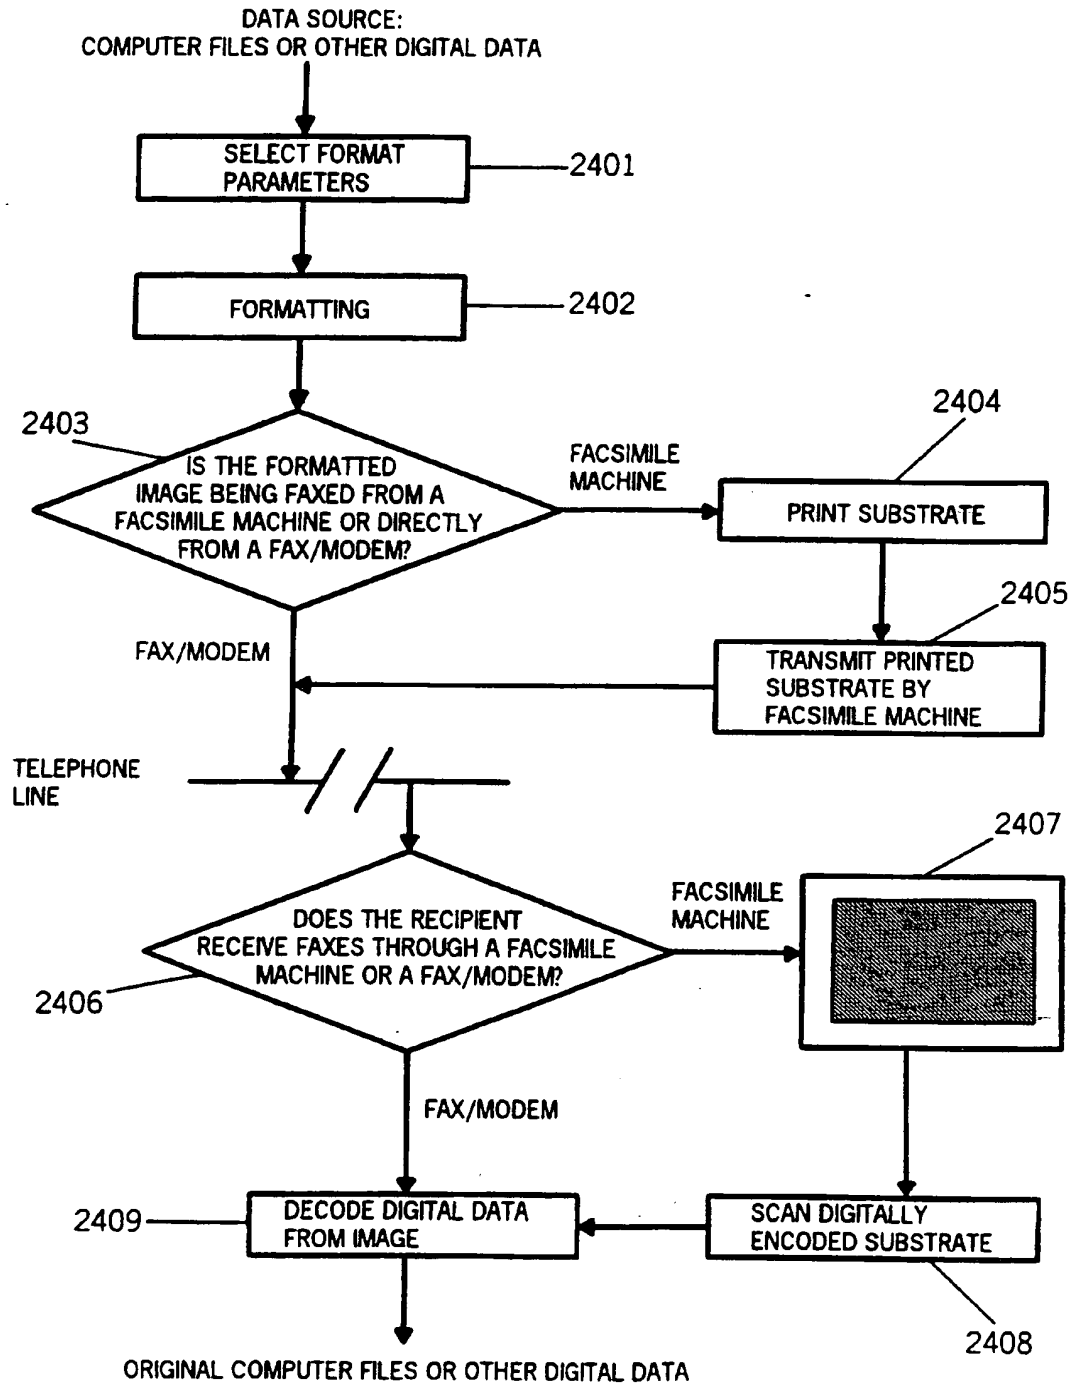 DATA SOURCE:
COMPUTER FILES OR OTHER DIGITAL DATA
SELECT FORMAT
PARAMETERS
2401
FORMATTING
2402
2403
IS THE FORMATTED
IMAGE BEING FAXED FROM A
FACSIMILE MACHINE OR DIRECTLY
FROM A FAX/MODEM?
FACSIMILE
MACHINE
2404
PRINT SUBSTRATE
2405
TRANSMIT PRINTED
SUBSTRATE BY
FACSIMILE MACHINE
FAX/MODEM
TELEPHONE
LINE
2406
DOES THE RECIPIENT
RECEIVE FAXES THROUGH A FACSIMILE
MACHINE OR A FAX/MODEM?
FACSIMILE
MACHINE
2407
FAX/MODEM
2409
DECODE DIGITAL DATA
FROM IMAGE
SCAN DIGITALLY
ENCODED SUBSTRATE
2408
ORIGINAL COMPUTER FILES OR OTHER DIGITAL DATA